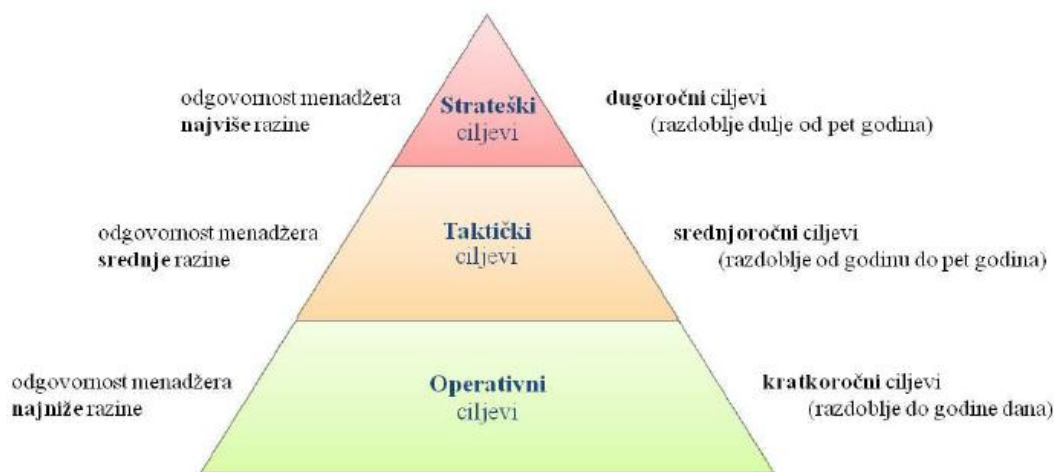 odgovornost menadžera
najviše razine
Strateški
ciljevi
dugoročni ciljevi
(razdoblje dulje od pet godina)
odgovornost menadžera
srednje razine
Taktički
ciljevi
srednjoročni ciljevi
(razdoblje od godinu do pet godina)
odgovornost menadžera
najniže razine
Operativni
ciljevi
kratkoročni ciljevi
(razdoblje do godine dana)